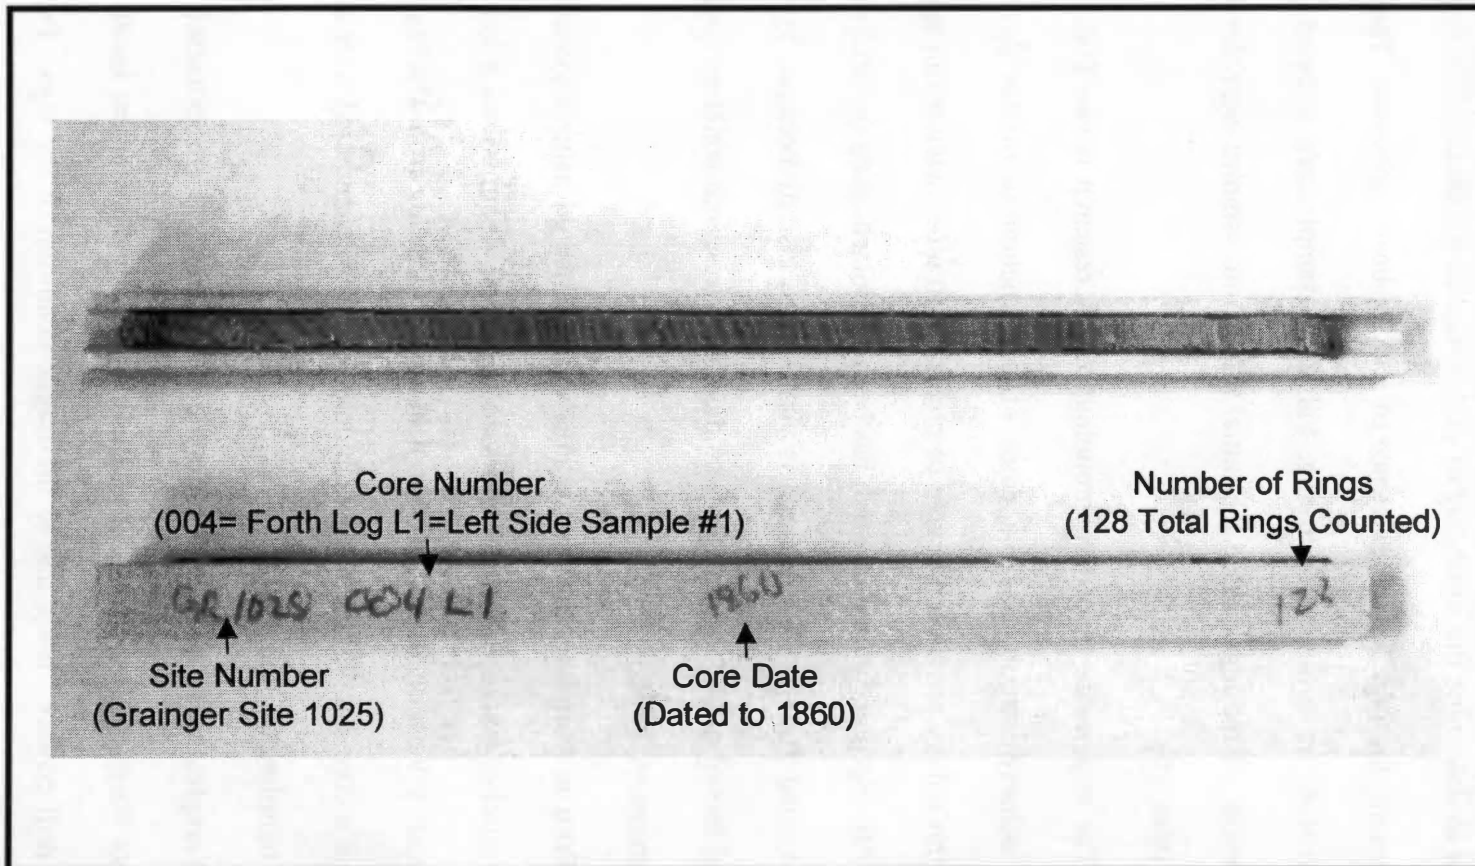 Core Number
(004= Forth Log L1=Left Side Sample #1)
Number of Rings
(128 Total Rings Counted)
GR 1025 004 L1 1860 128
Site Number
(Grainger Site 1025)
Core Date
(Dated to 1860)